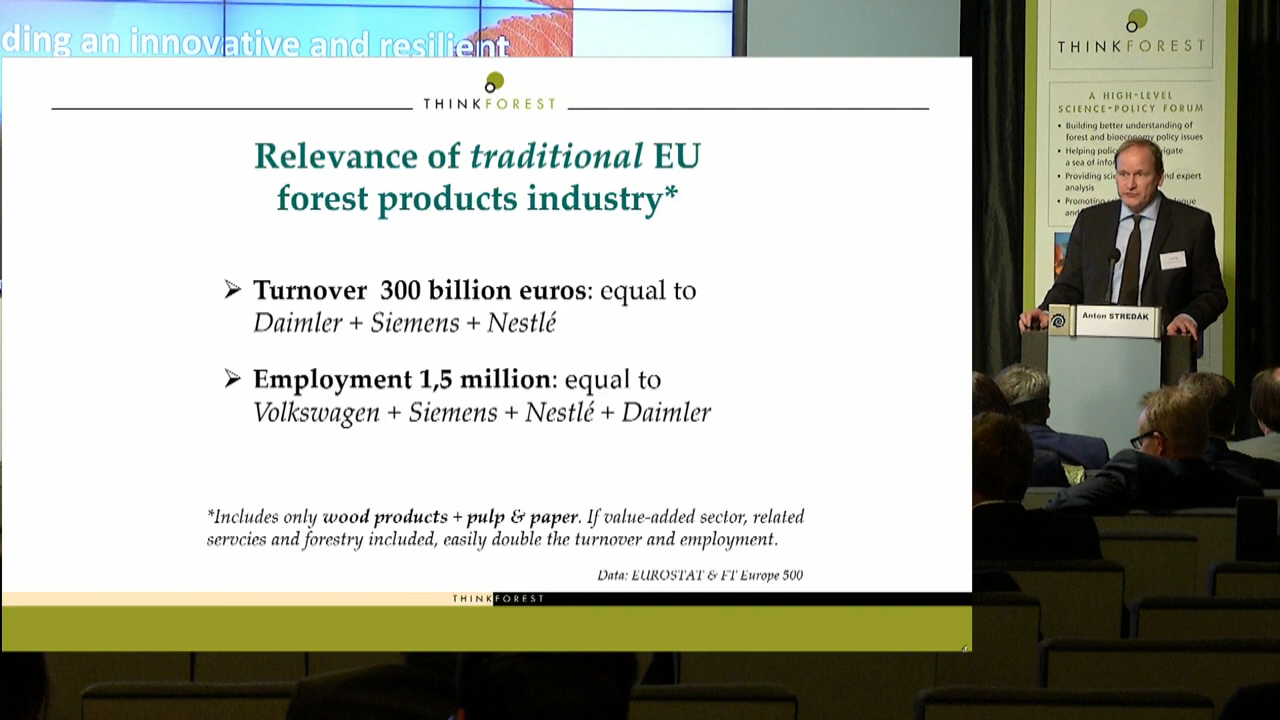 ding an innovative and resilient
THINKFOREST
Relevance of traditional EU
forest products industry*
➢ Turnover 300 billion euros: equal to
Daimler + Siemens + Nestlé
➢ Employment 1,5 million: equal to
Volkswagen + Siemens + Nestlé + Daimler
*Includes only wood products + pulp & paper. If value-added sector, related
servcies and forestry included, easily double the turnover and employment.
Data: EUROSTAT & FT Europe 500
THINKFOREST
THINKFOREST
A HIGH-LEVEL
SCIENCE-POLICY FORUM
• Building better understanding of
forest and bioeconomy policy issues
• Helping
a sea of
• Providing nd expert
analysis
• Promoting
Anton STREDÁK